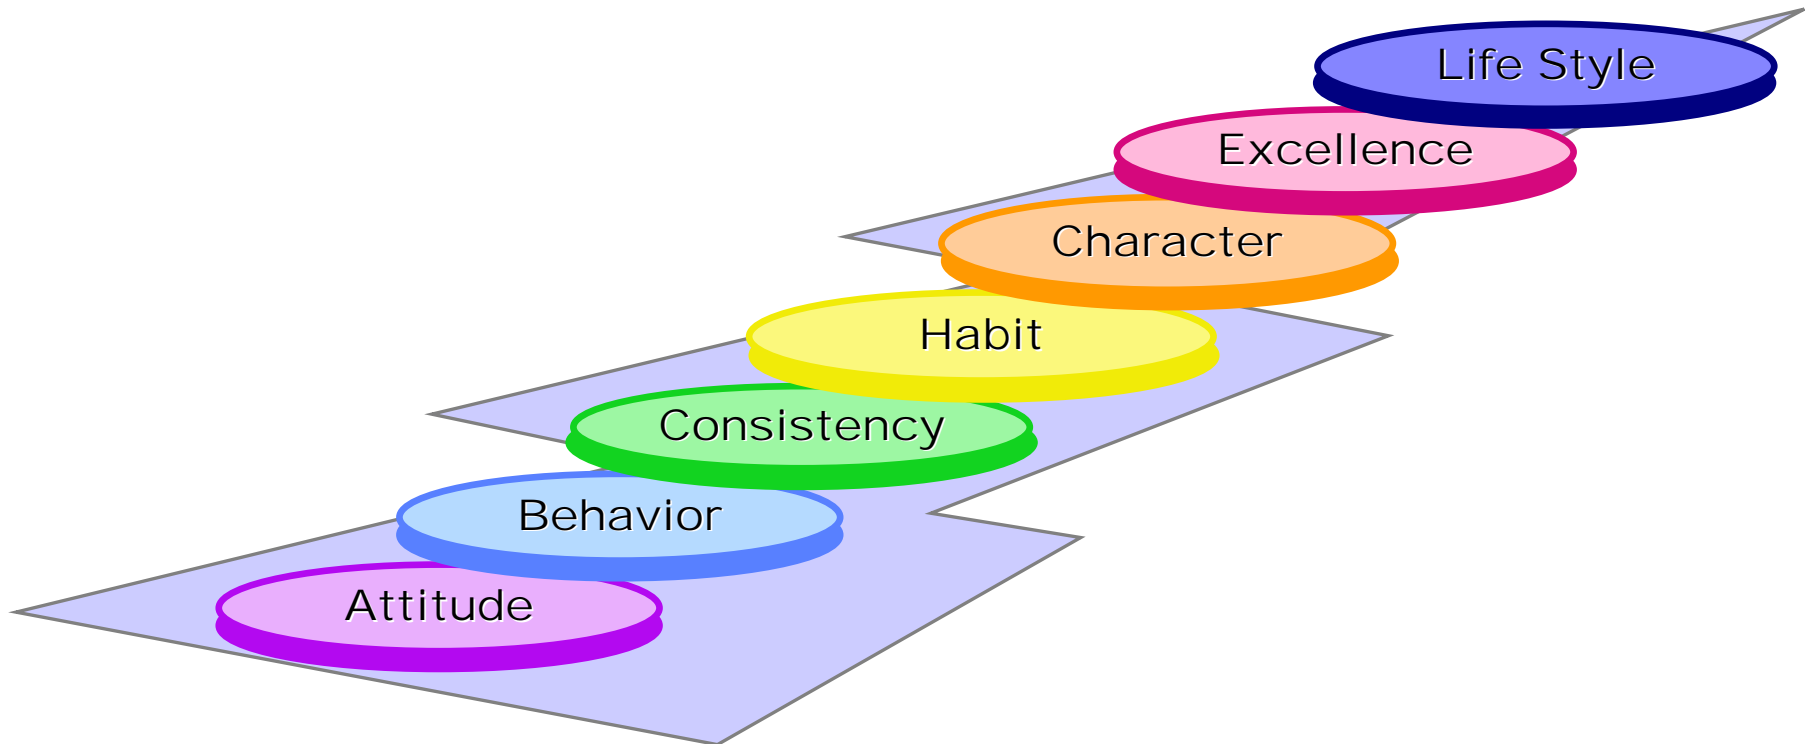 Life Style
Excellence
Character
Habit
Consistency
Behavior
Attitude